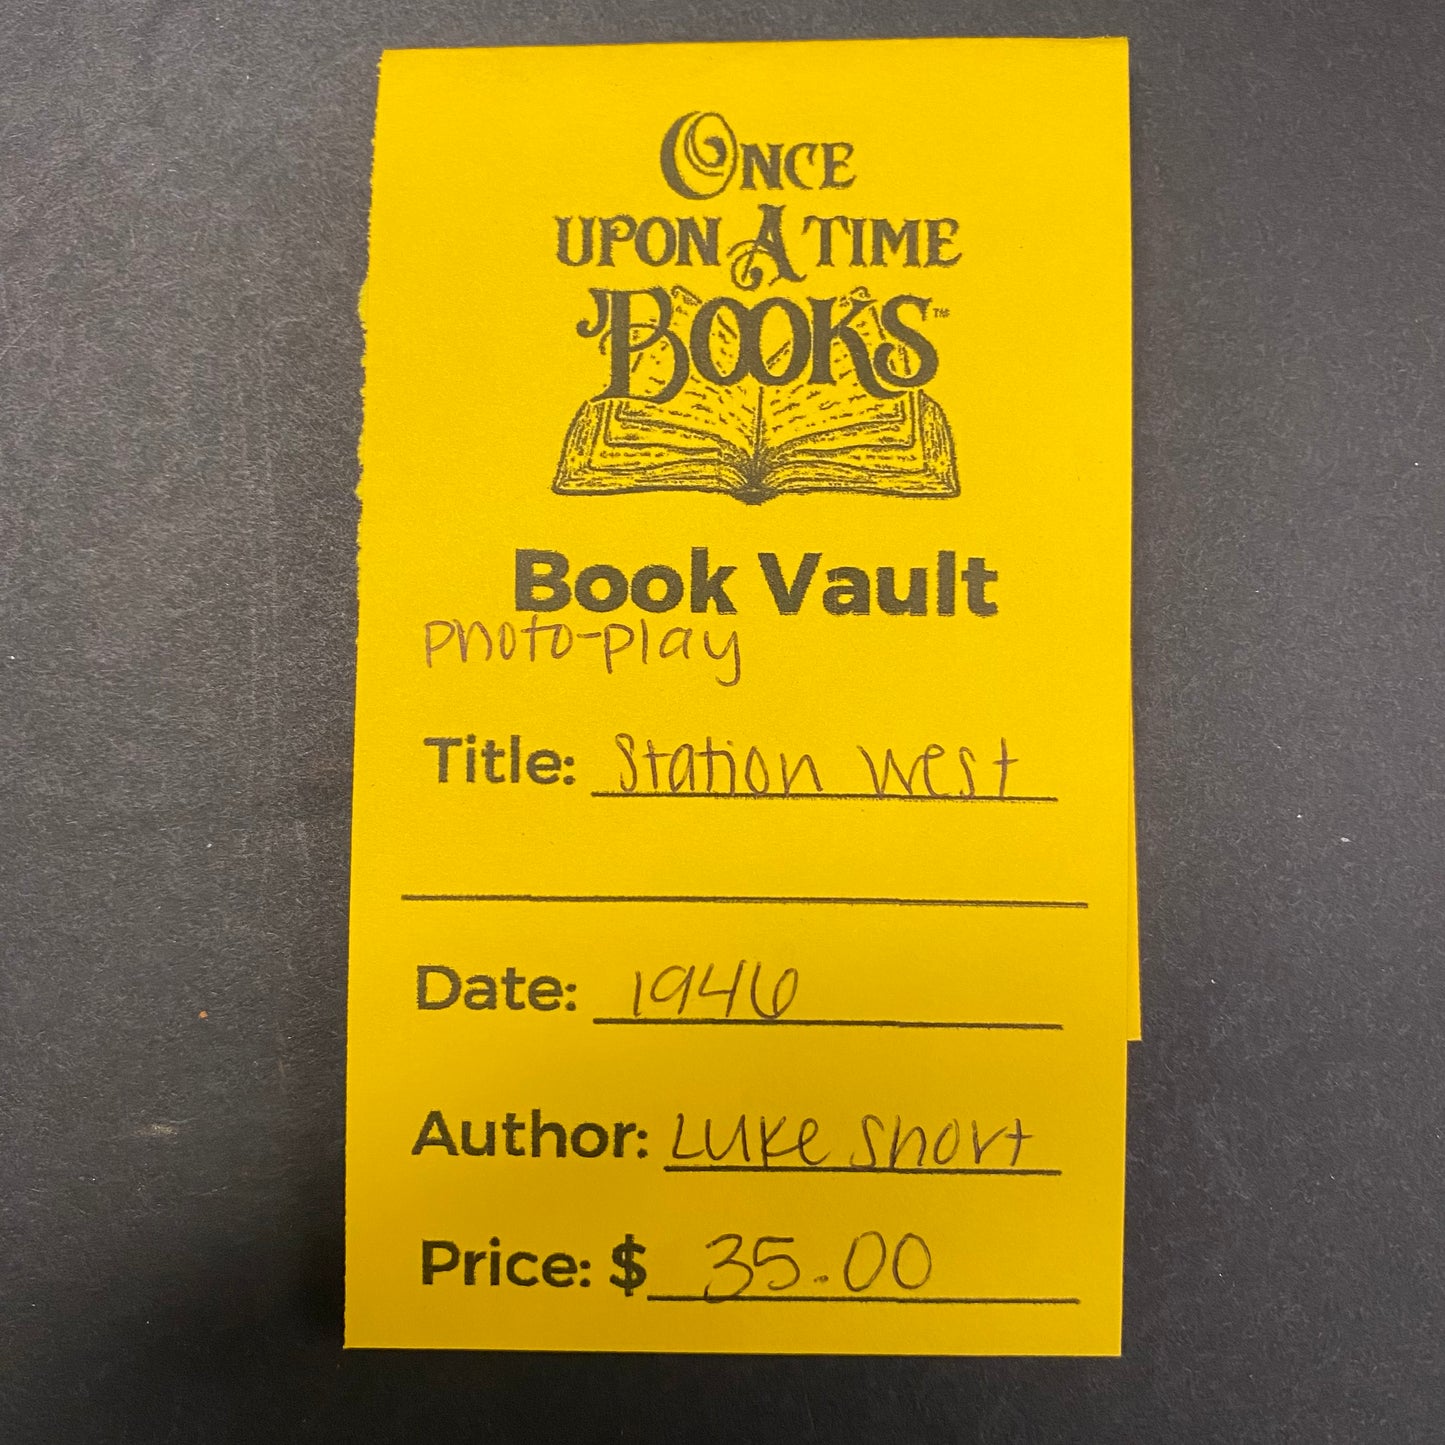 ONCE
UPON A TIME
BOOKS™
Book Vault
photo-play
Title: Station West
Date: 1946
Author: Luke Short
Price: $ 35.00